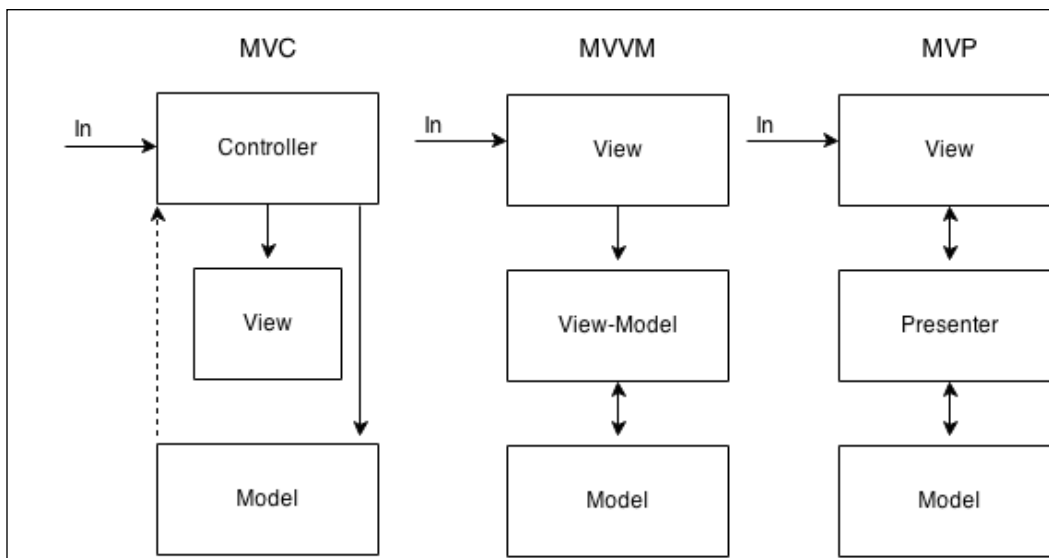 MVC
MVVM
MVP
In
Controller
In
View
In
View
View
View-Model
Presenter
Model
Model
Model